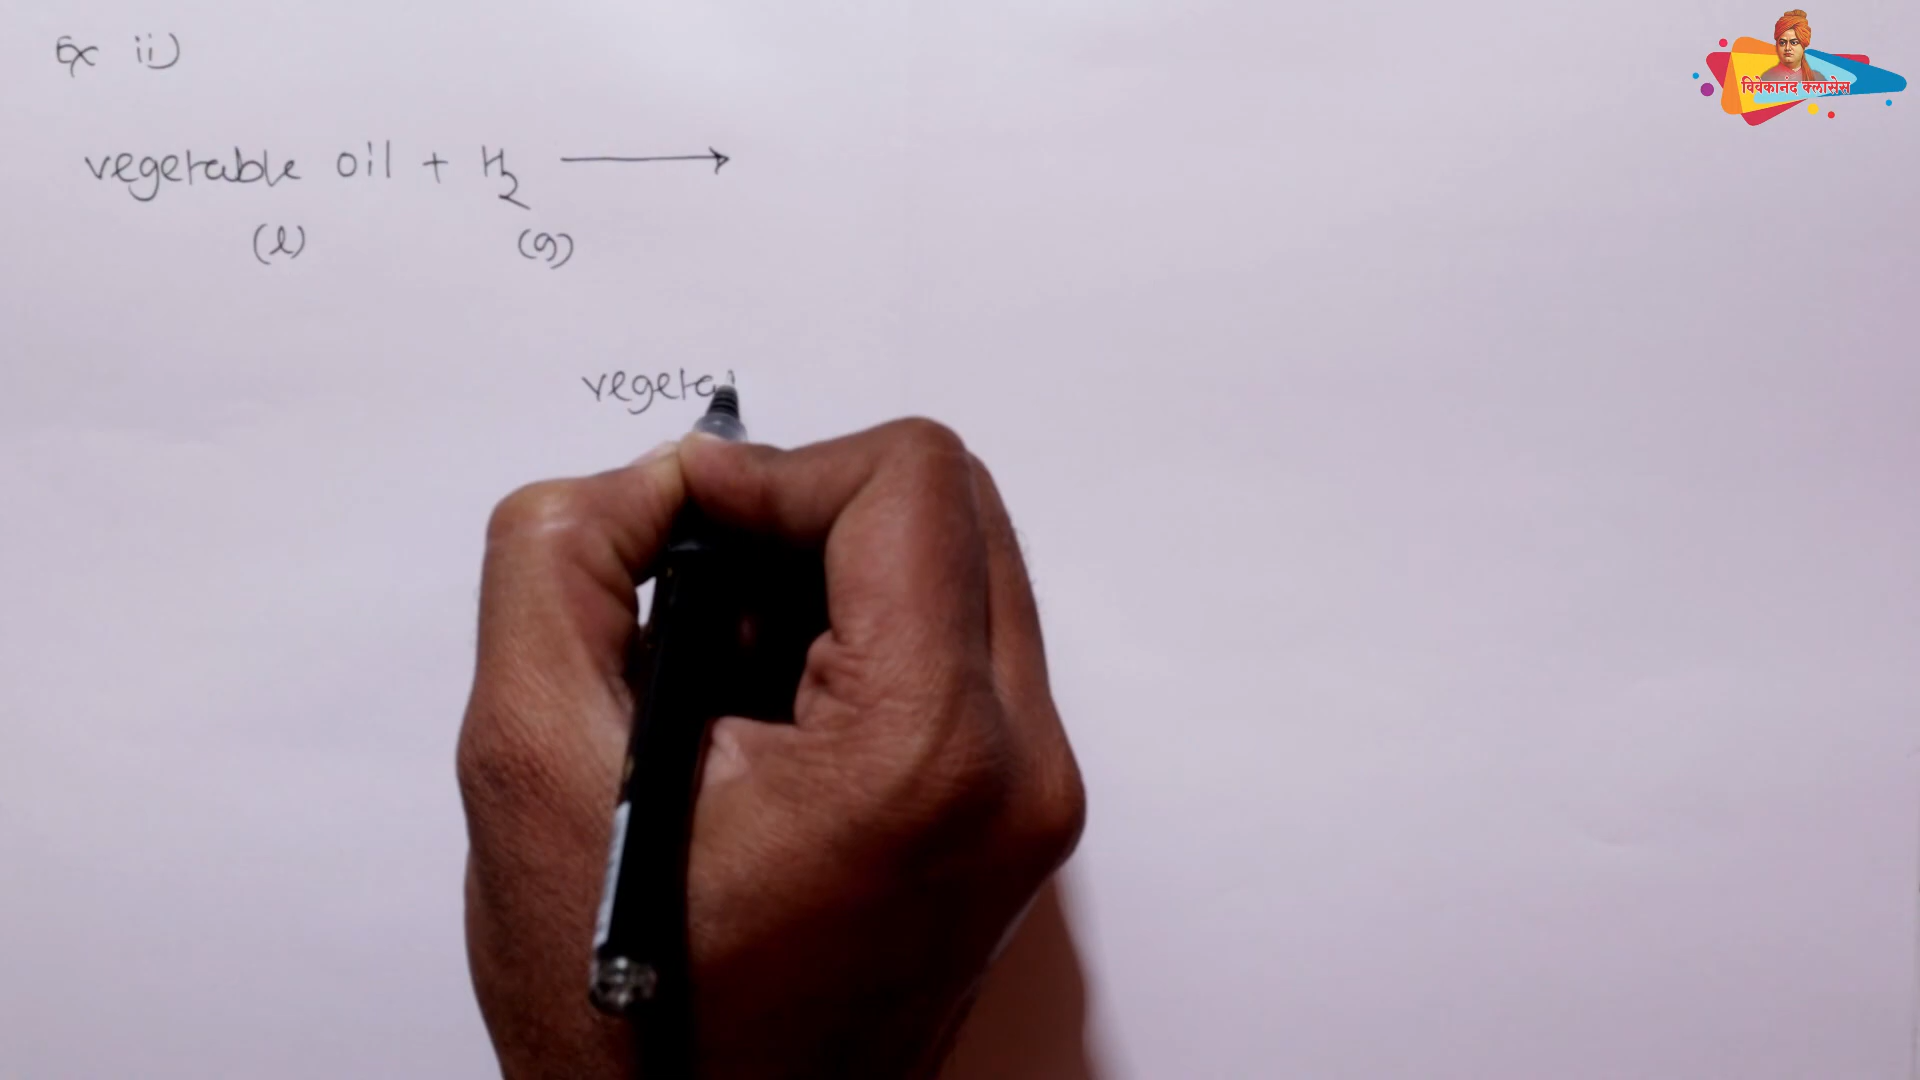 Ex ii)
vegetable oil + H₂ ⟶
(l) (g)
vegeta
विवेकानंद क्लासेस